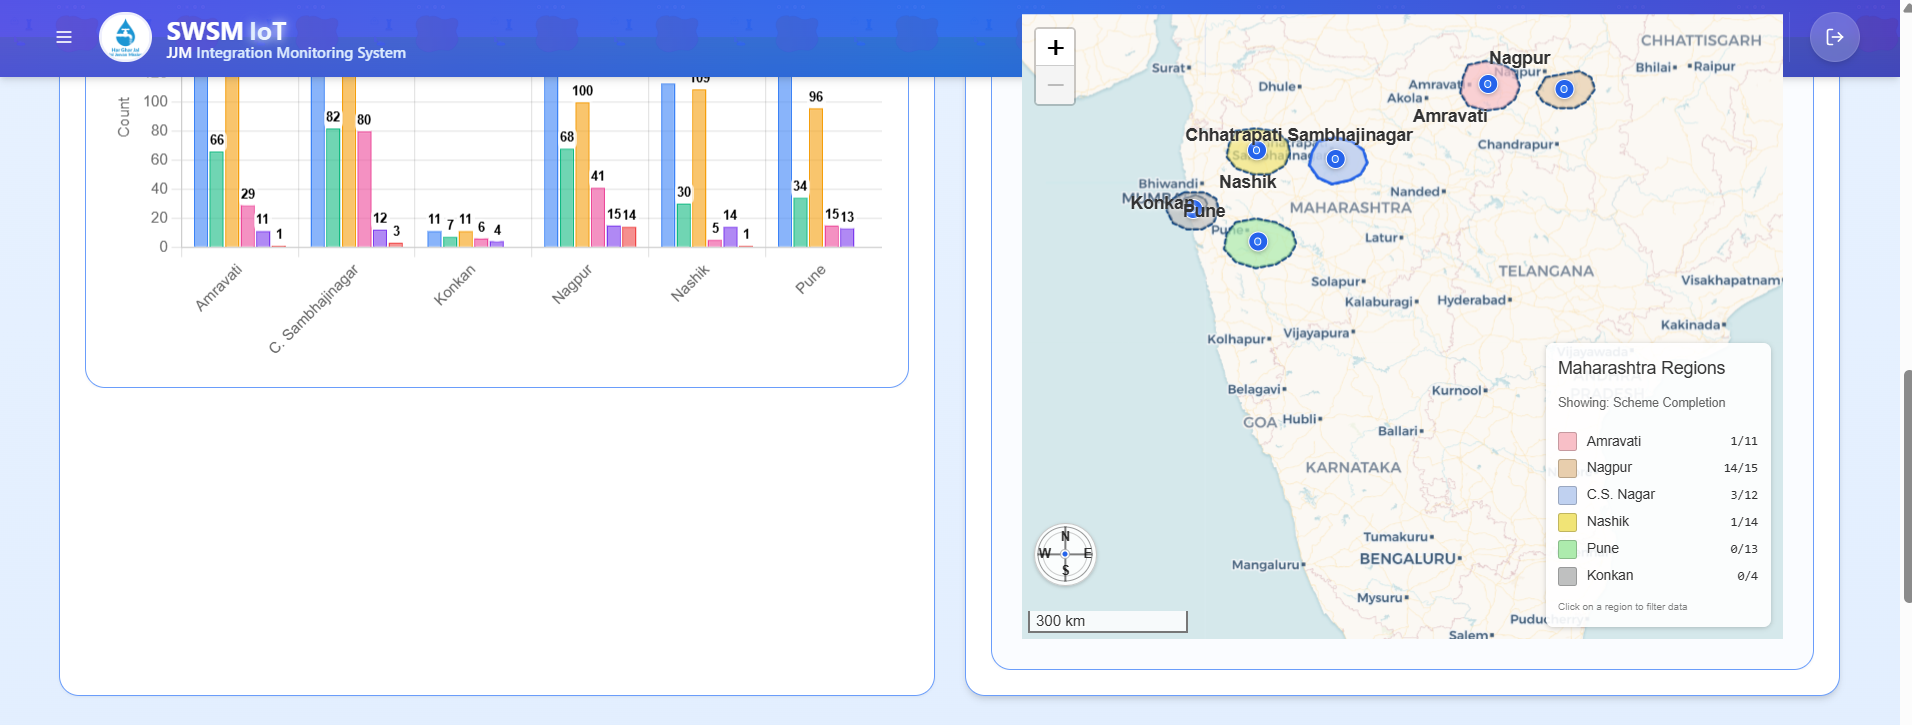 SWSM IoT
JJM Integration Monitoring System
Count
100
80
60
40
20
0
66
29
11
1
82
80
12
3
11
7
11
6
4
68
100
41
15
14
30
109
5
14
1
34
96
15
13
Amravati
C. Sambhajinagar
Konkan
Nagpur
Nashik
Pune
+
−
CHHATTISGARH
Surat
Nagpur
Bhilai
Raipur
Dhule
Amravati
Nagpur
Akola
Amravati
Chhatrapati Sambhajinagar
Chandrapur
Bhiwandi
Nashik
Nanded
Konkan
Pune
MAHARASHTRA
Pune
Latur
TELANGANA
Solapur
Visakhapatnam
Kalaburagi
Hyderabad
Kolhapur
Vijayapura
Kakinada
Vijayawada
Belagavi
Kurnool
GOA
Hubli
Ballari
KARNATAKA
Tumakuru
BENGALURU
Mangaluru
Mysuru
Puducherry
Salem
N
W
E
S
300 km
Maharashtra Regions
Showing: Scheme Completion
Amravati 1/11
Nagpur 14/15
C.S. Nagar 3/12
Nashik 1/14
Pune 0/13
Konkan 0/4
Click on a region to filter data